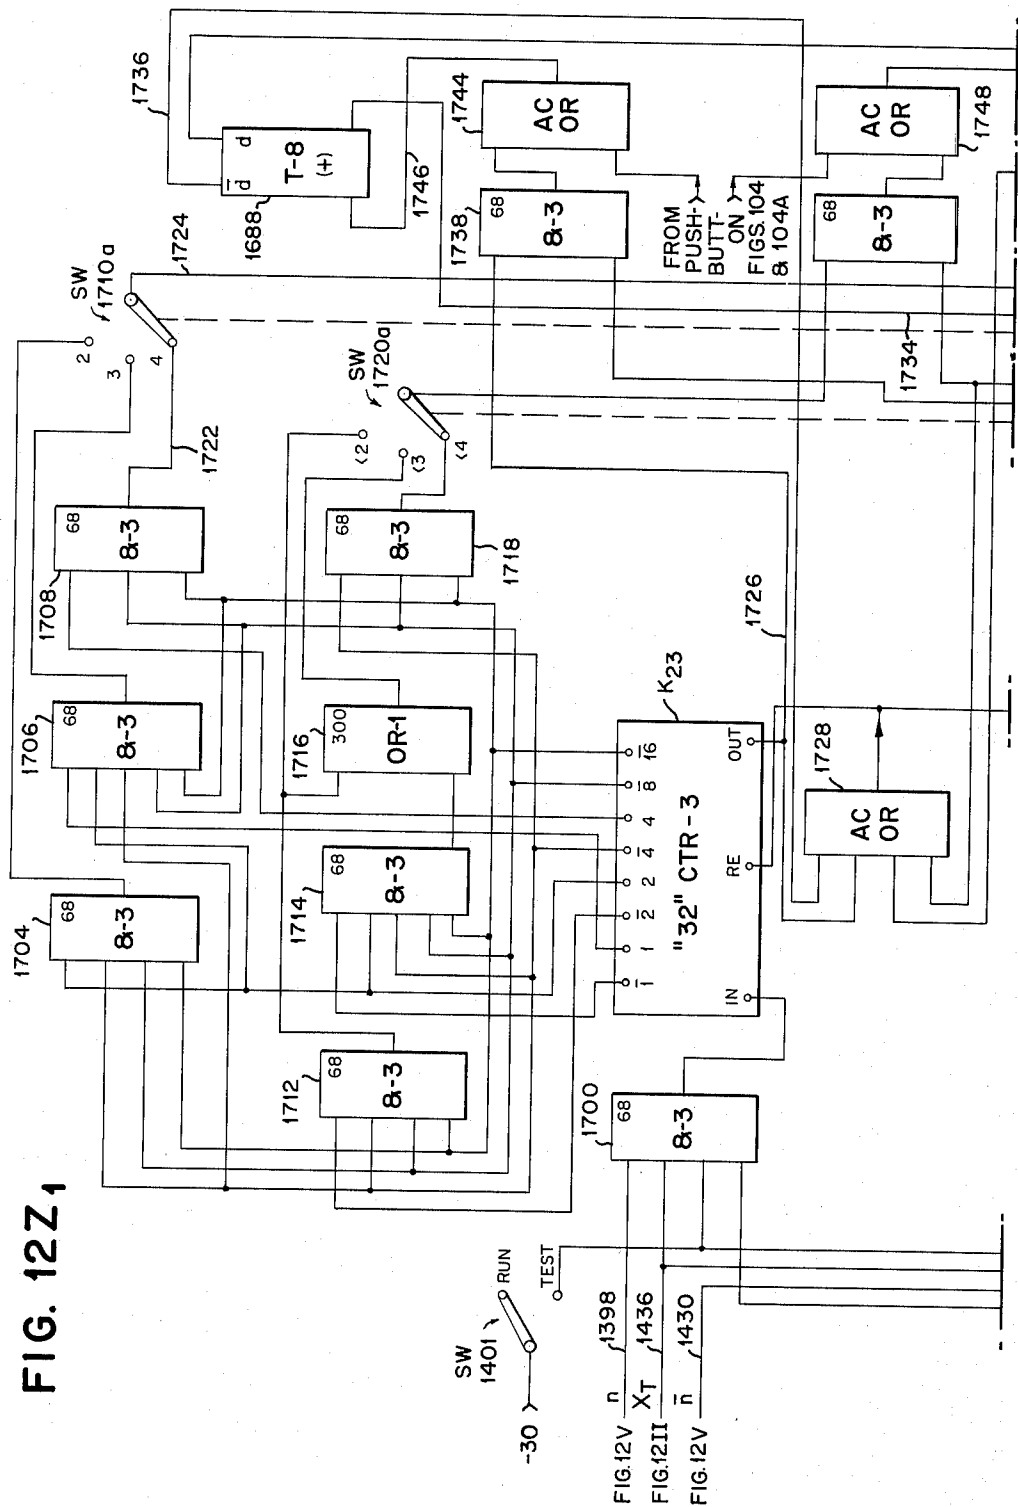 FIG. 12Z1
1704
68
&-3
1706
68
&-3
1708
68
&-3
1722
2
3
4
SW
1710a
1724
1688
d̅
d
T-8
(+)
1736
1712
68
&-3
1714
68
&-3
1716
300
OR-1
1718
68
&-3
<2
<3
<4
SW
1720a
1738
68
&-3
1746
1744
AC
OR
FROM
PUSH-
BUTT-
ON
FIGS. 104
& 104A
68
&-3
AC
OR
1748
1734
1726
SW
1401
RUN
TEST
-30
FIG. 12V n 1398
FIG. 12II XT 1436
FIG. 12V n̅ 1430
1700
68
&-3
K23
1̅
1
2̅
2
4̅
4
8̅
1̅6̅
"32" CTR-3
IN
RE
OUT
1728
AC
OR